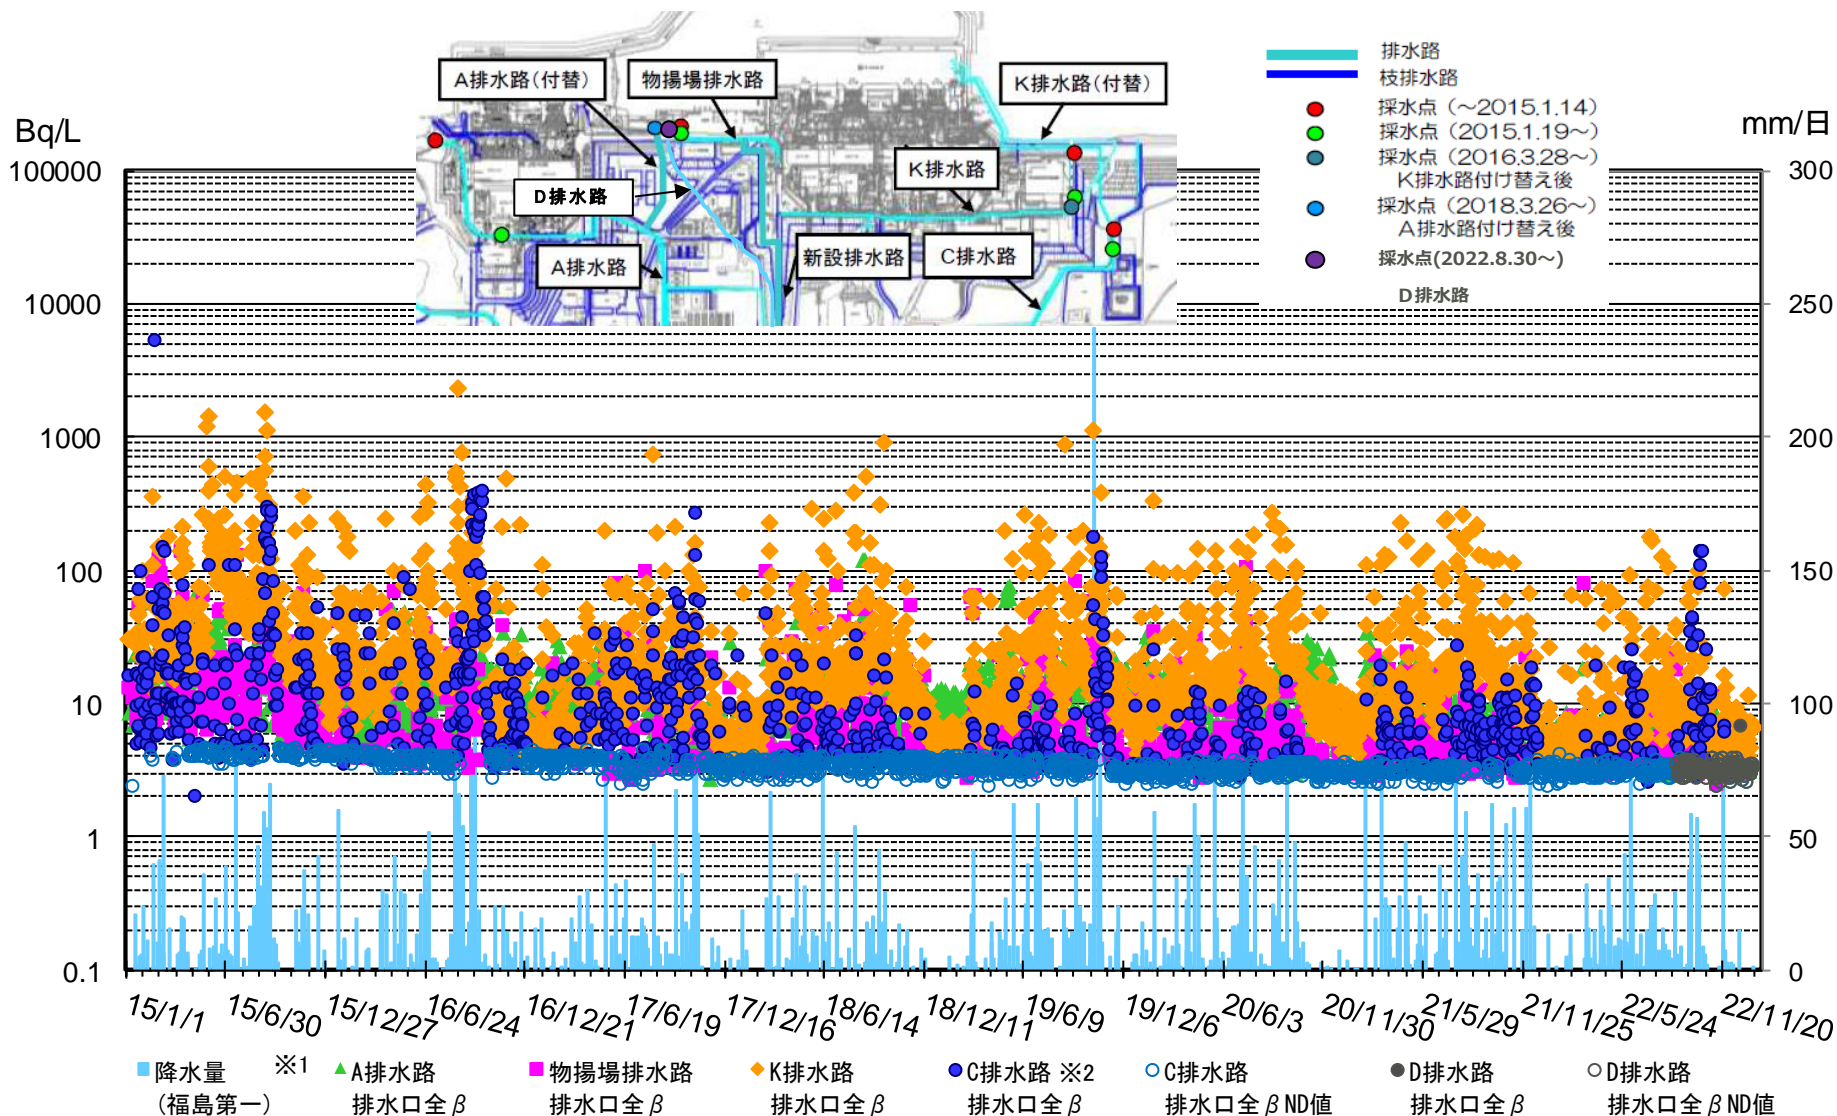 Bq/L
mm/日
100000
10000
1000
100
10
1
0.1
300
250
200
150
100
50
0
A排水路(付替)
物揚場排水路
K排水路(付替)
D排水路
K排水路
A排水路
新設排水路
C排水路
排水路
枝排水路
採水点（～2015.1.14）
採水点（2015.1.19～）
採水点（2016.3.28～）
K排水路付け替え後
採水点（2018.3.26～）
A排水路付け替え後
採水点(2022.8.30～)
D排水路
15/1/1
15/6/30
15/12/27
16/6/24
16/12/21
17/6/19
17/12/16
18/6/14
18/12/11
19/6/9
19/12/6
20/6/3
20/11/30
21/5/29
21/11/25
22/5/24
22/11/20
降水量 ※1
(福島第一)
A排水路
排水口全β
物揚場排水路
排水口全β
K排水路
排水口全β
C排水路 ※2
排水口全β
C排水路
排水口全βND値
D排水路
排水口全β
D排水路
排水口全βND値